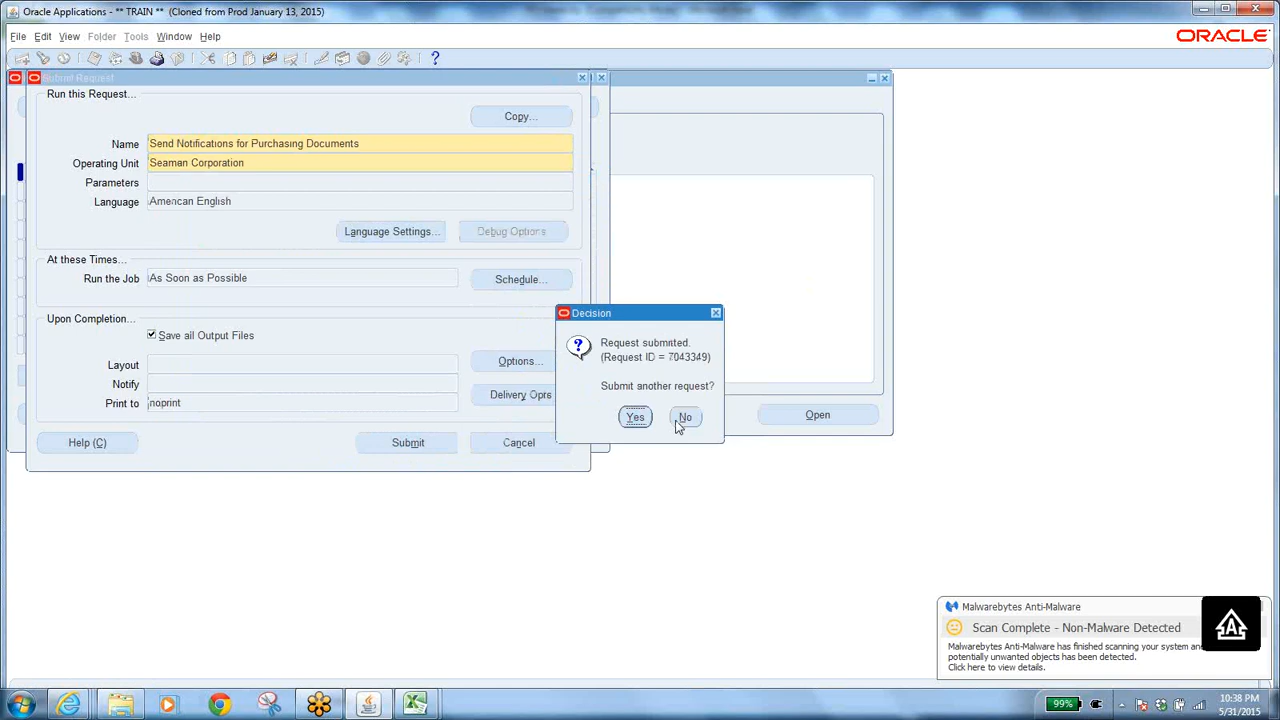 Oracle Applications - ** TRAIN ** (Cloned from Prod January 13, 2015)
File Edit View Folder Tools Window Help
ORACLE
Submit Request
Run this Request...
Copy...
Name Send Notifications for Purchasing Documents
Operating Unit Seaman Corporation
Parameters
Language American English
Language Settings... Debug Options
At these Times...
Run the Job As Soon as Possible Schedule...
Upon Completion...
Save all Output Files
Layout Options...
Notify
Print to noprint Delivery Opts
Help (C) Submit Cancel
Decision
Request submitted.
(Request ID = 7043349)
Submit another request?
Yes No
Open
Malwarebytes Anti-Malware
Scan Complete - Non-Malware Detected
Malwarebytes Anti-Malware has finished scanning your system and
potentially unwanted objects has been detected.
Click here to view details.
A
99%
10:38 PM
5/31/2015